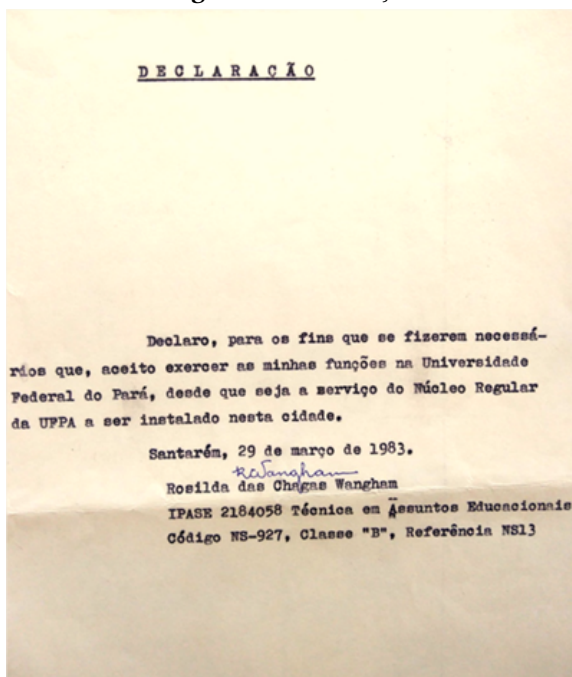 D E C L A R A Ç Ã O
Declaro, para os fins que se fizerem necessá-
rios que, aceito exercer as minhas funções na Universidade
Federal do Pará, desde que seja a serviço do Núcleo Regular
da UFPA a ser instalado nesta cidade.
Santarém, 29 de março de 1983.
RCWangham
Rosilda das Chagas Wangham
IPASE 2184058 Técnica em Assuntos Educacionais
Código NS-927, Classe "B", Referência NS13